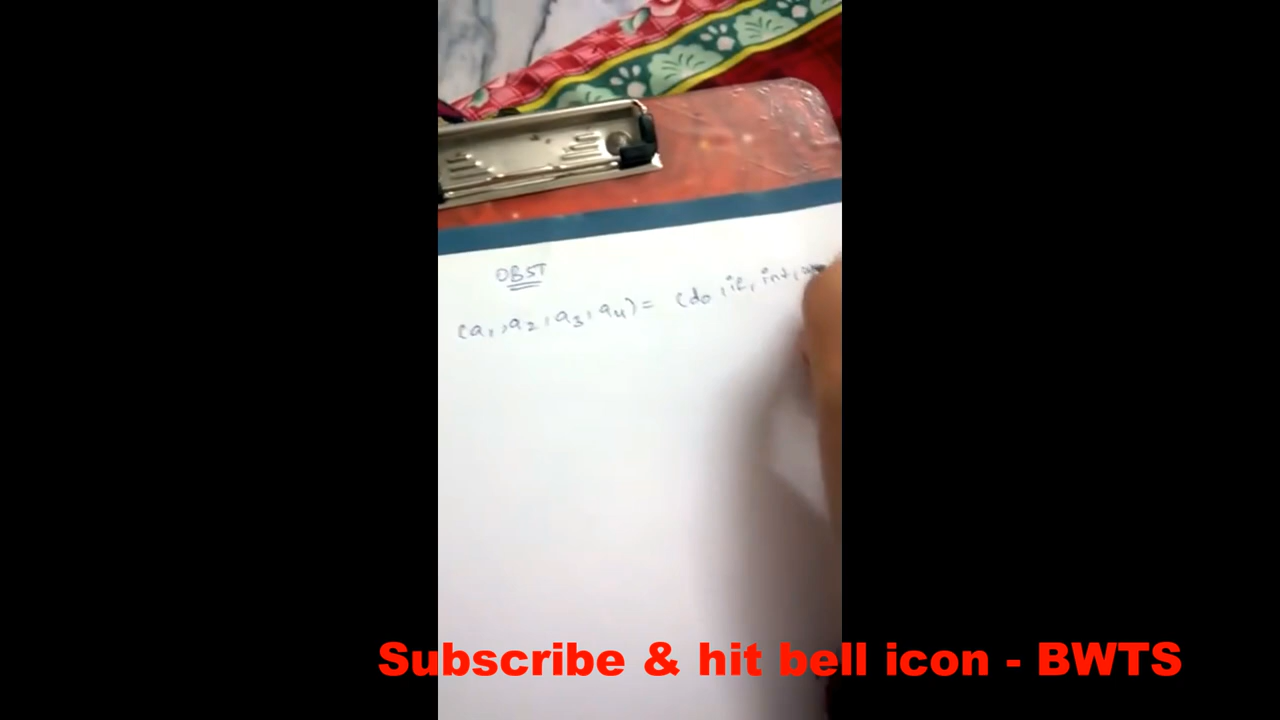 OBST
(a1, a2, a3, a4) = (do, if, int,
Subscribe & hit bell icon - BWTS